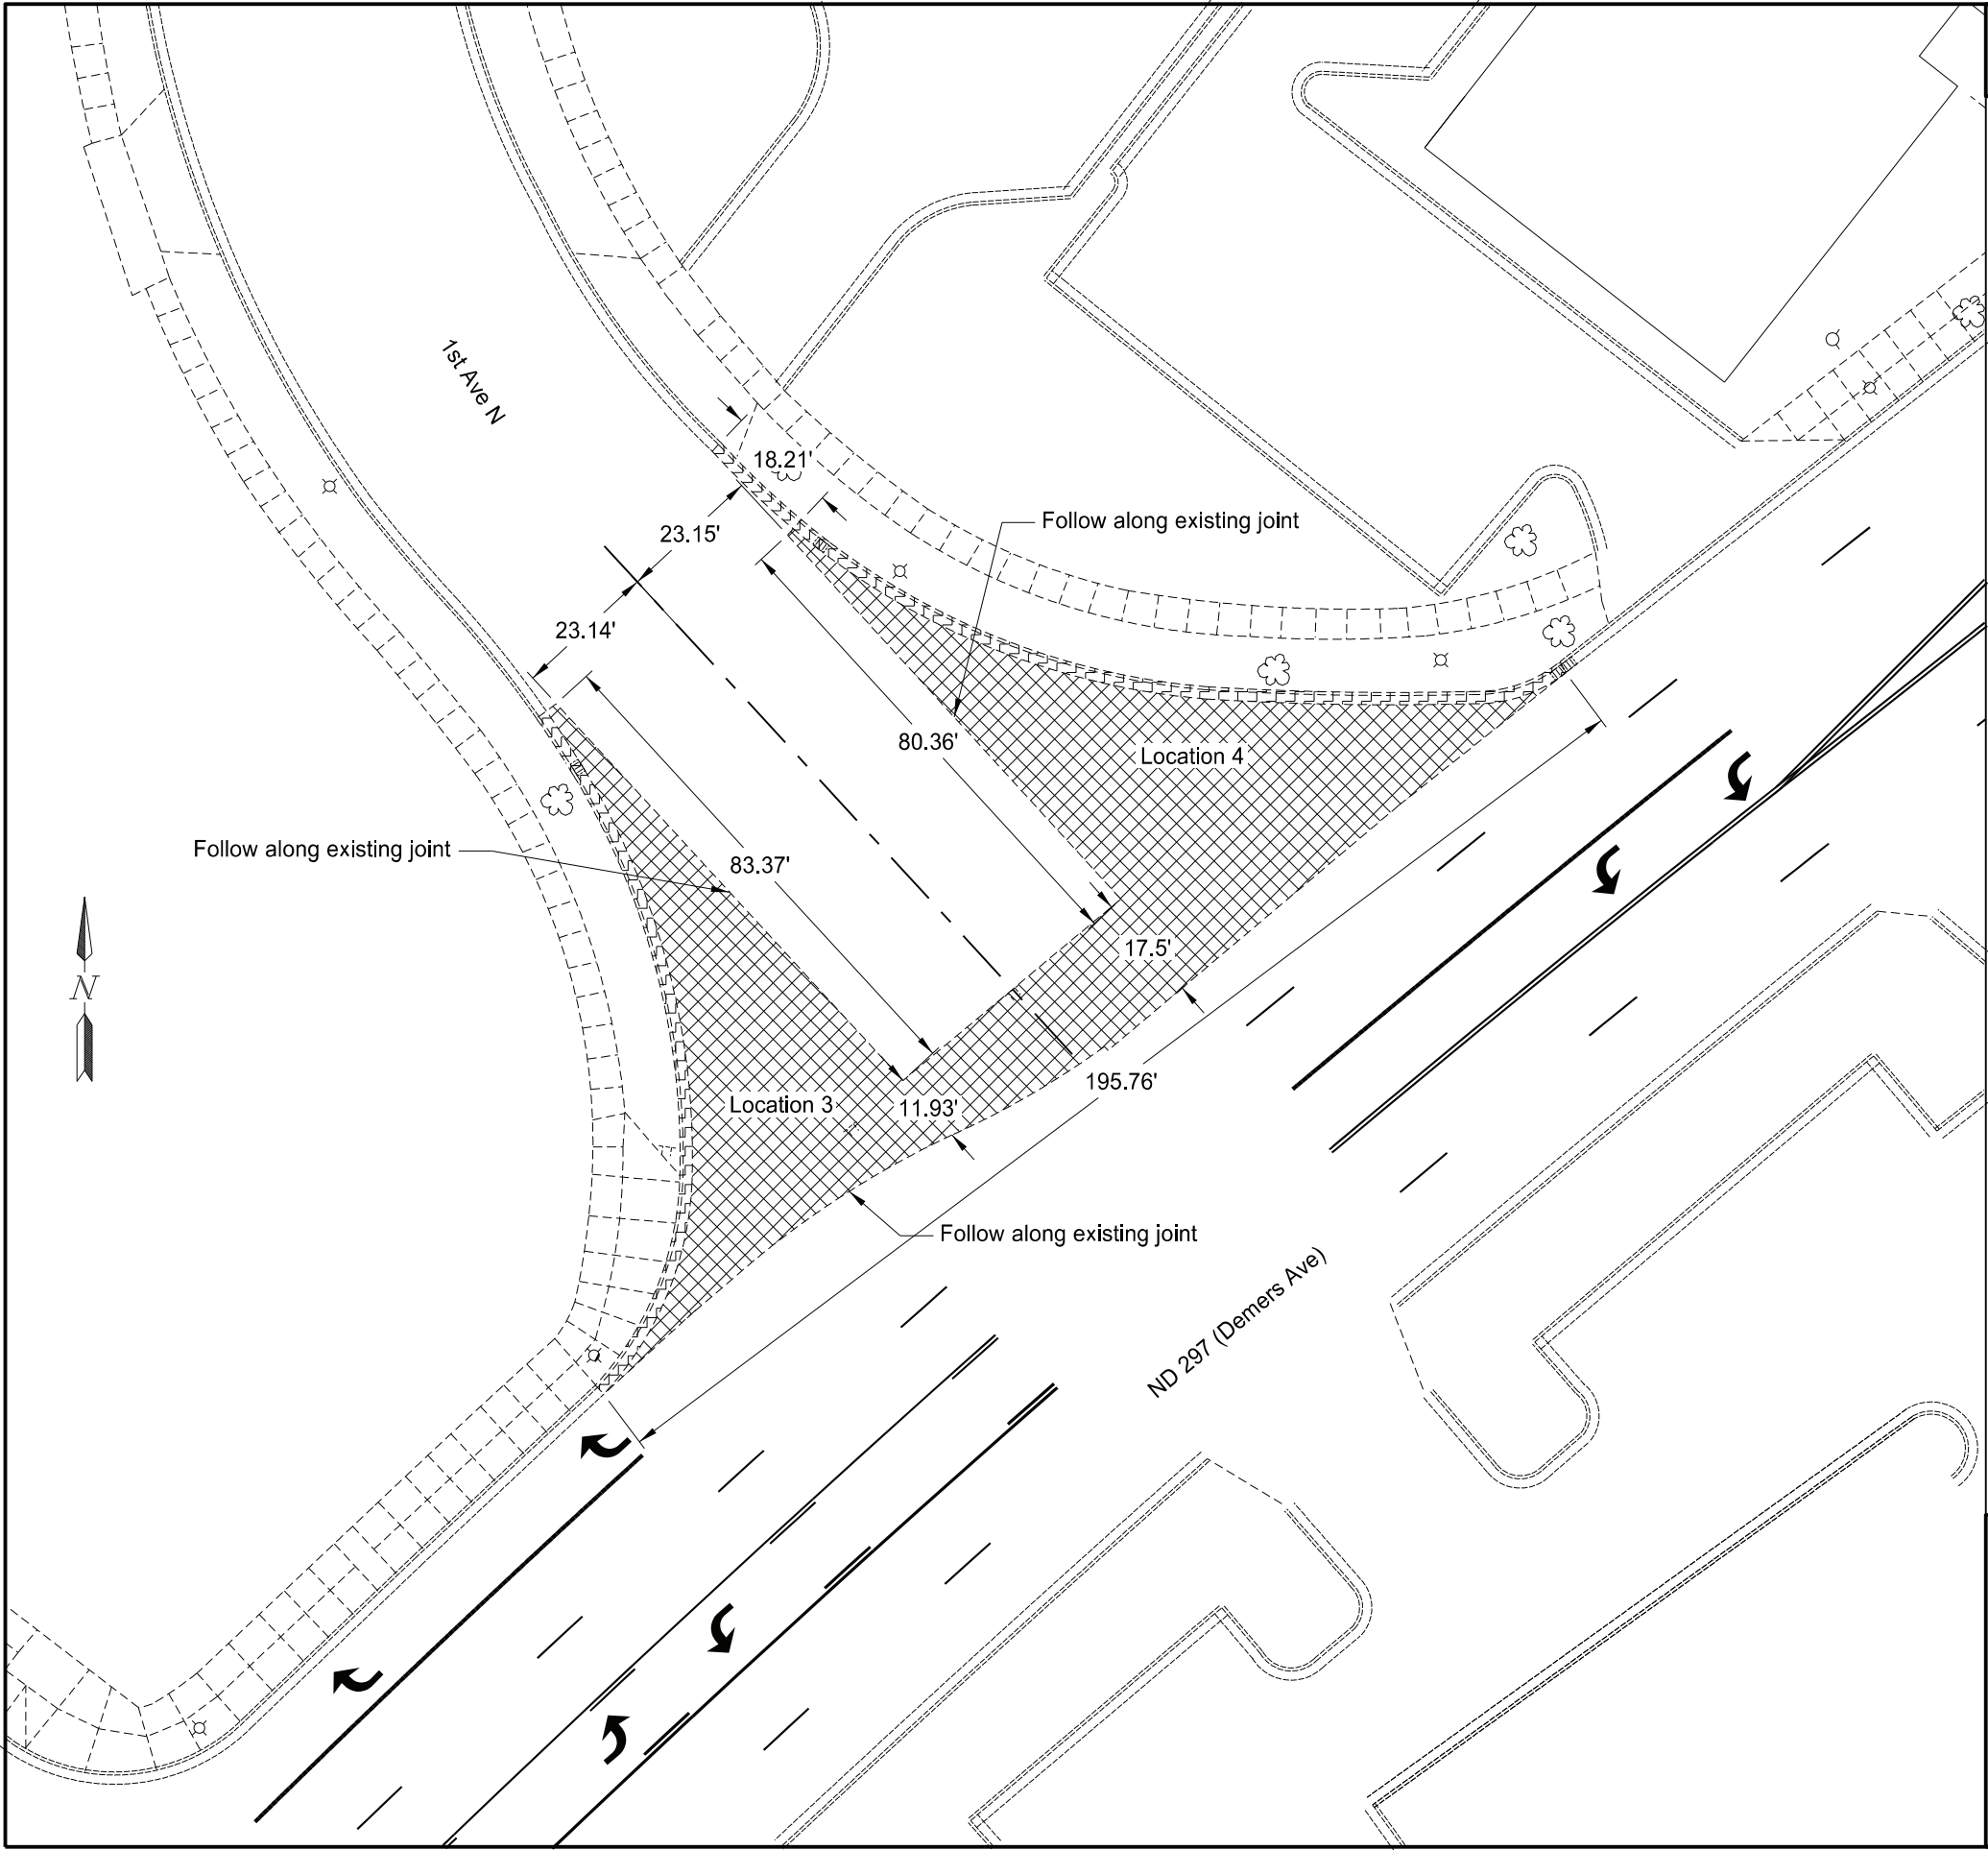 1st Ave N
18.21'
Follow along existing joint
23.15'
23.14'
80.36'
Location 4
Follow along existing joint
83.37'
17.5'
N
195.76'
Location 3
11.93'
Follow along existing joint
ND 297 (Demers Ave)